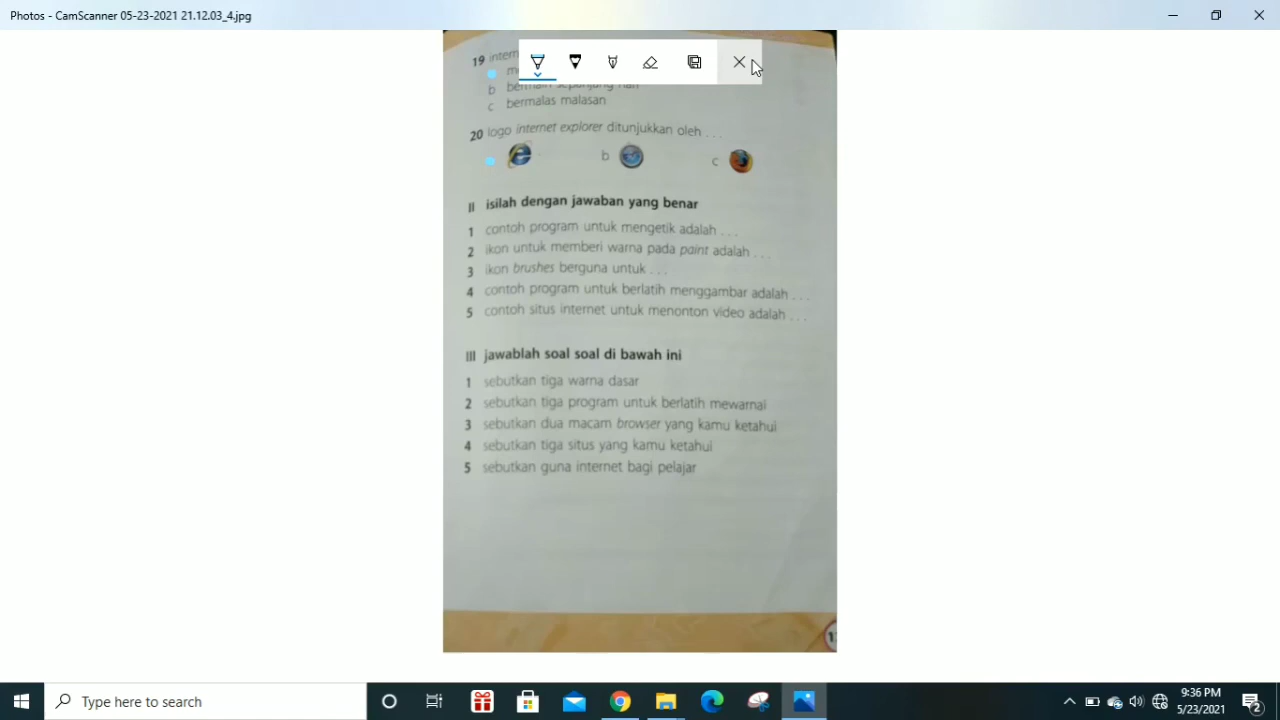 Photos - CamScanner 05-23-2021 21.12.03_4.jpg
19 intern
b bermain sepanjang hari
c bermalas malasan
20 logo internet explorer ditunjukkan oleh . . .
b c
II isilah dengan jawaban yang benar
1 contoh program untuk mengetik adalah . . .
2 ikon untuk memberi warna pada paint adalah . . .
3 ikon brushes berguna untuk . . .
4 contoh program untuk berlatih menggambar adalah . . .
5 contoh situs internet untuk menonton video adalah . . .
III jawablah soal soal di bawah ini
1 sebutkan tiga warna dasar
2 sebutkan tiga program untuk berlatih mewarnai
3 sebutkan dua macam browser yang kamu ketahui
4 sebutkan tiga situs yang kamu ketahui
5 sebutkan guna internet bagi pelajar
Type here to search
9:36 PM
5/23/2021
2